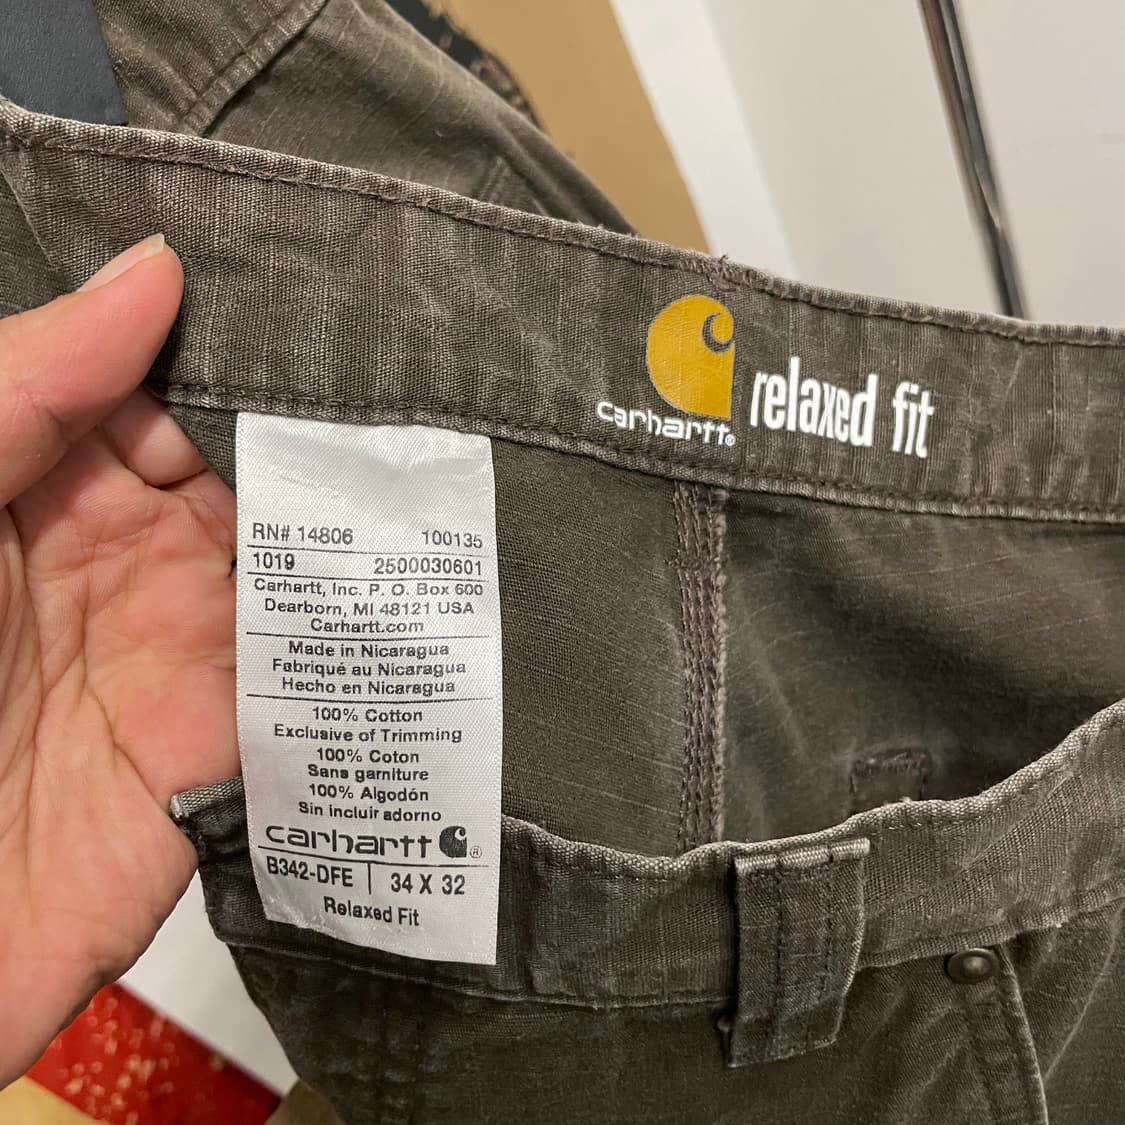 carhartt®
relaxed fit
RN# 14806 100135
1019 2500030601
Carhartt, Inc. P. O. Box 600
Dearborn, MI 48121 USA
Carhartt.com
Made in Nicaragua
Fabriqué au Nicaragua
Hecho en Nicaragua
100% Cotton
Exclusive of Trimming
100% Coton
Sans garniture
100% Algodón
Sin incluir adorno
carhartt ®
B342-DFE | 34 X 32
Relaxed Fit